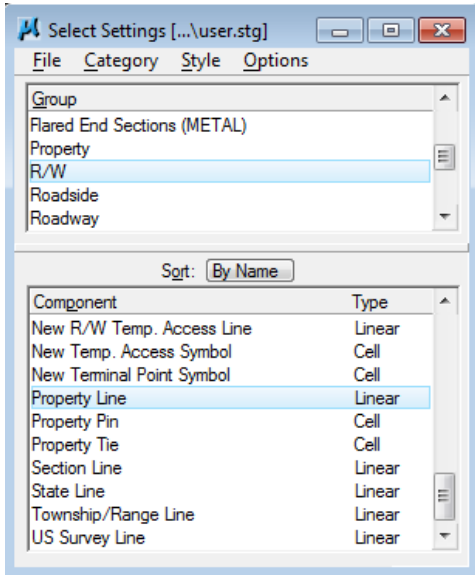 Select Settings [...\user.stg]
File Category Style Options
Group
Flared End Sections (METAL)
Property
R/W
Roadside
Roadway
Sort: By Name
Component Type
New R/W Temp. Access Line Linear
New Temp. Access Symbol Cell
New Terminal Point Symbol Cell
Property Line Linear
Property Pin Cell
Property Tie Cell
Section Line Linear
State Line Linear
Township/Range Line Linear
US Survey Line Linear